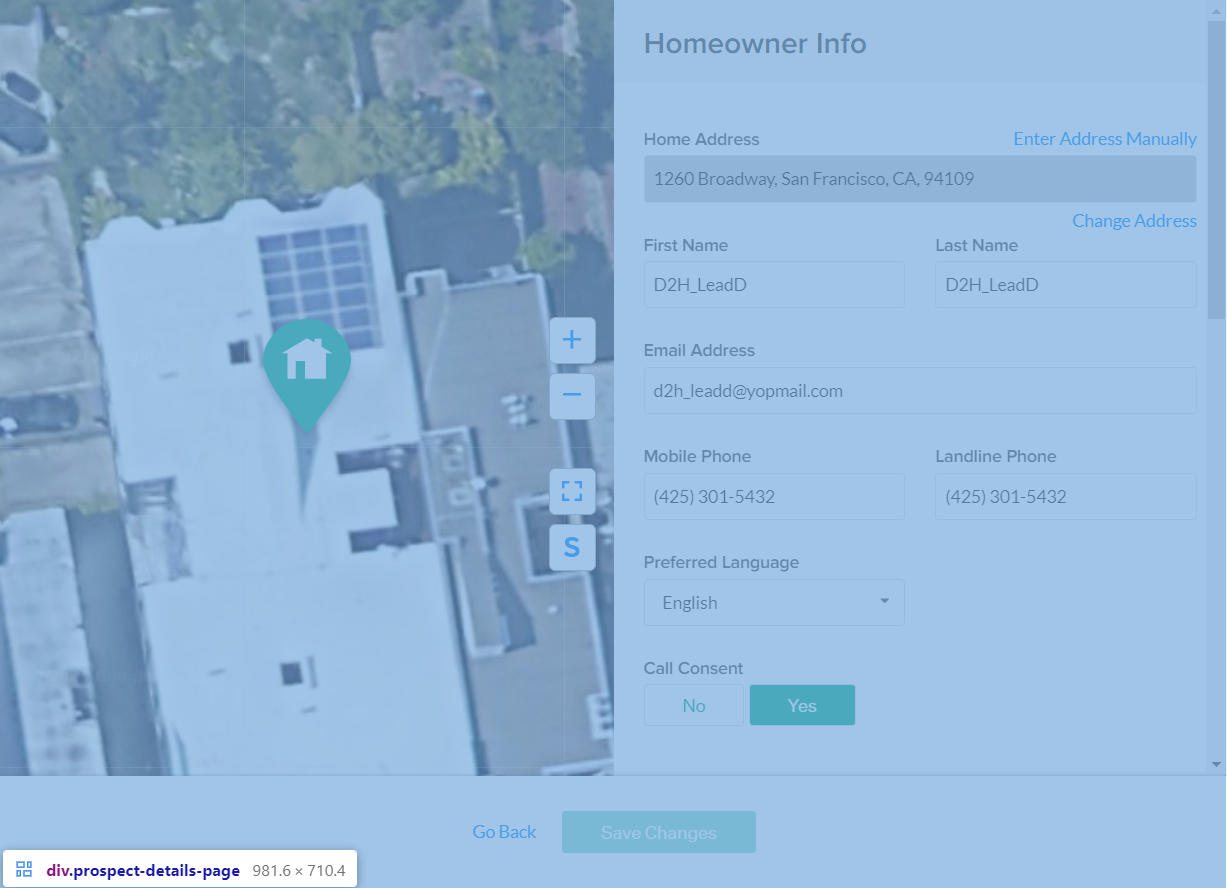 Homeowner Info
Home Address
Enter Address Manually
1260 Broadway, San Francisco, CA, 94109
Change Address
First Name
Last Name
D2H_LeadD
D2H_LeadD
Email Address
d2h_leadd@yopmail.com
Mobile Phone
Landline Phone
(425) 301-5432
(425) 301-5432
Preferred Language
English
Call Consent
No
Yes
S
Go Back
Save Changes
div.prospect-details-page 981.6 × 710.4